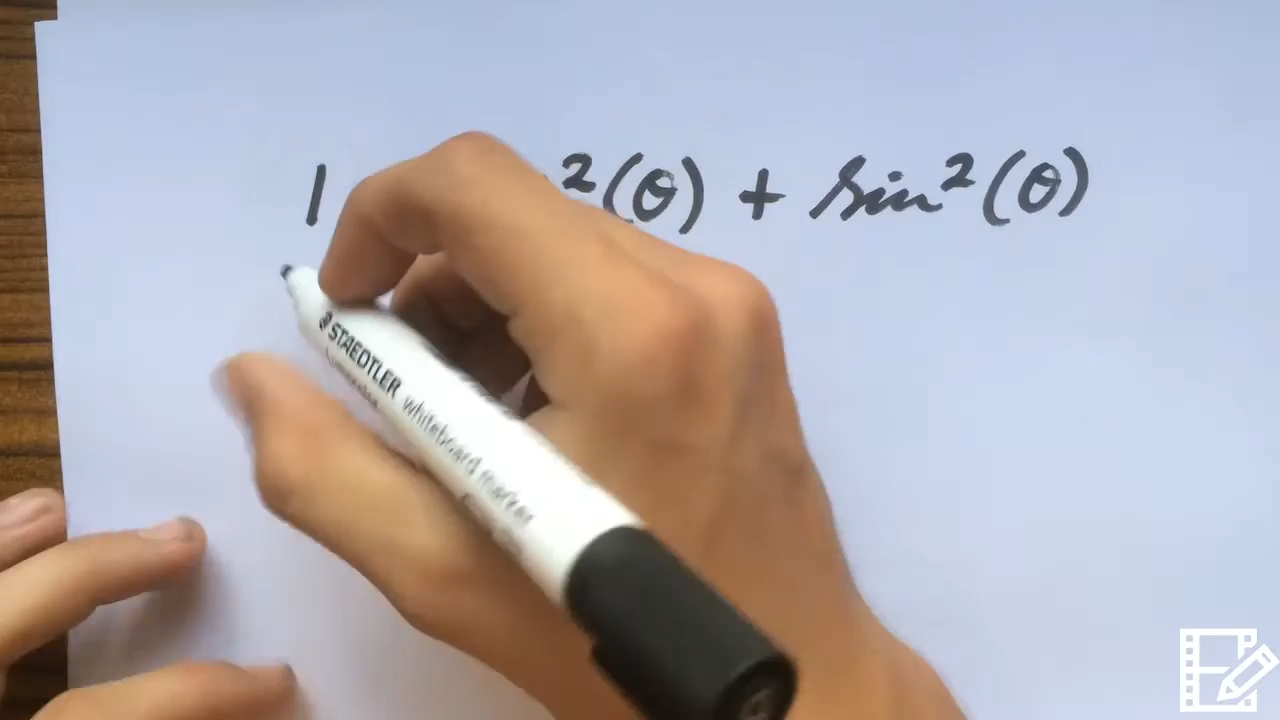 1 ²(θ) + sin²(θ)
STAEDTLER
whiteboard marker